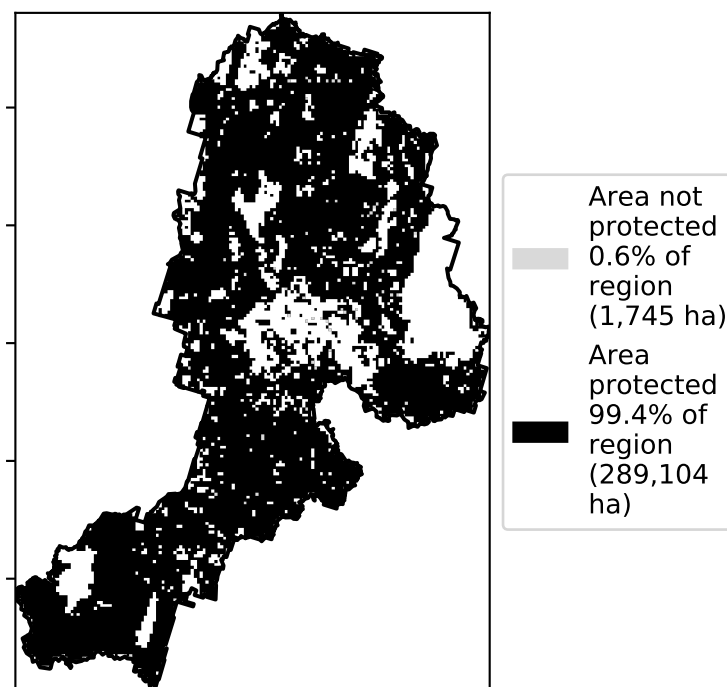 Area not
protected
0.6% of
region
(1,745 ha)
Area
protected
99.4% of
region
(289,104
ha)